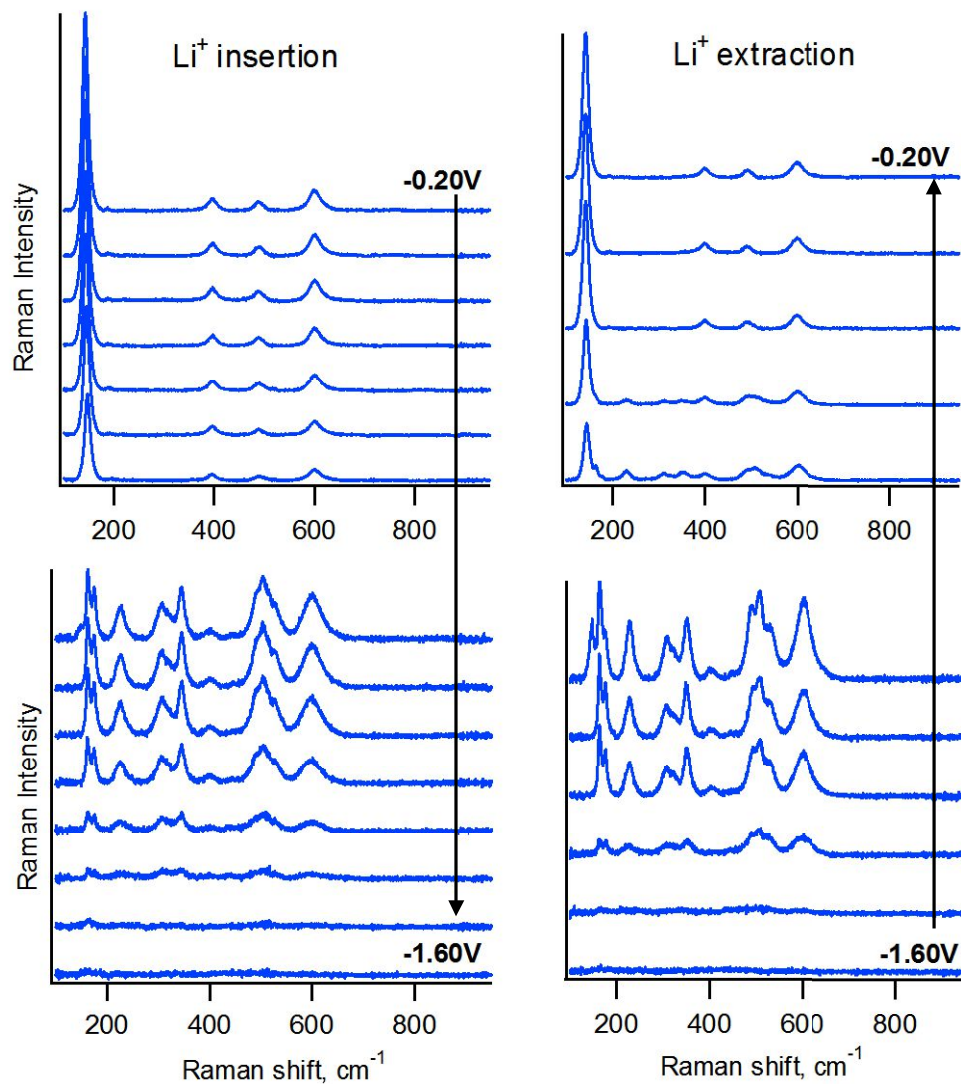 Li⁺ insertion
Li⁺ extraction
-0.20V
-0.20V
Raman Intensity
200 400 600 800
200 400 600 800
Raman Intensity
-1.60V
-1.60V
200 400 600 800
200 400 600 800
Raman shift, cm⁻¹
Raman shift, cm⁻¹